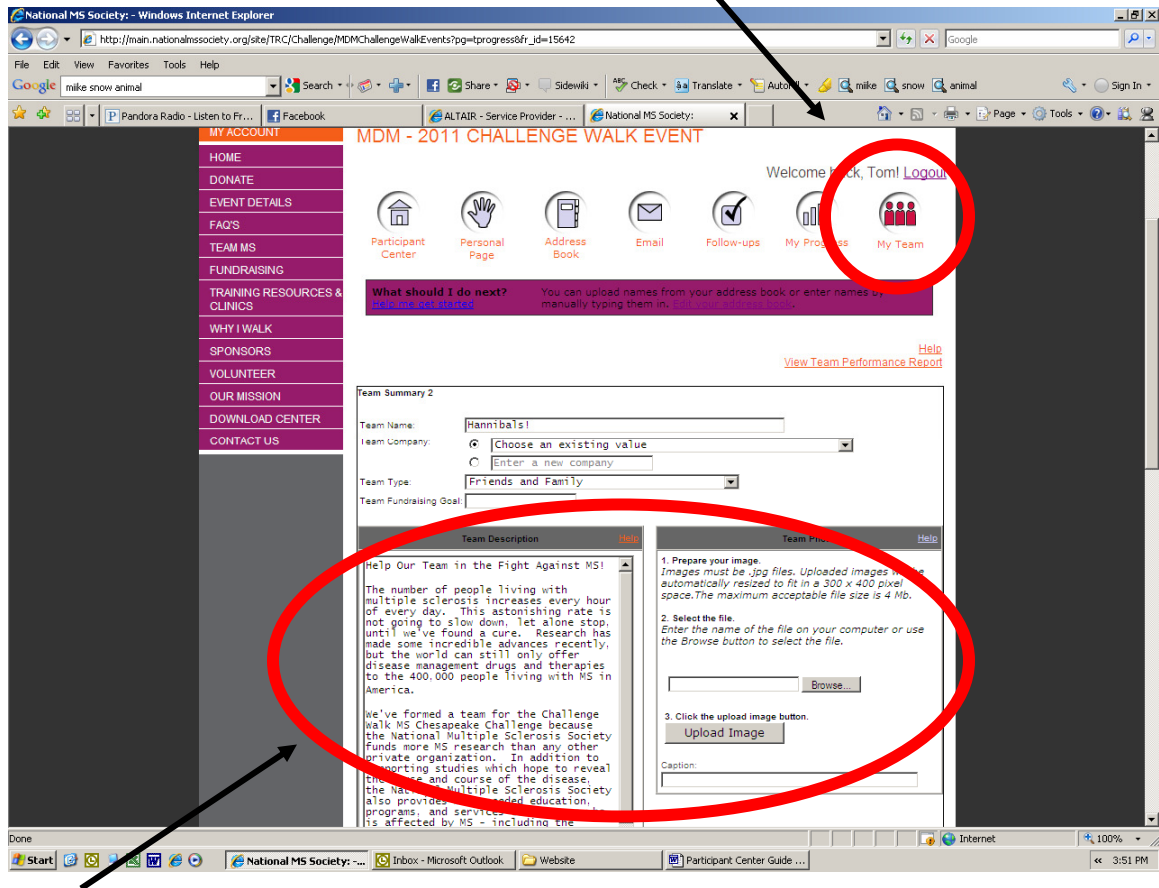 National MS Society: - Windows Internet Explorer
http://main.nationalmssociety.org/site/TRC/Challenge/MDMChallengeWalkEvents?pg=tprogress&fr_id=15642
Google
File Edit View Favorites Tools Help
Google mike snow animal Search Share Sidewiki Check Translate mike snow animal Sign In
Pandora Radio - Listen to Fr... Facebook ALTAIR - Service Provider - ... National MS Society: Page Tools
MY ACCOUNT
HOME
DONATE
EVENT DETAILS
FAQ'S
TEAM MS
FUNDRAISING
TRAINING RESOURCES &
CLINICS
WHY I WALK
SPONSORS
VOLUNTEER
OUR MISSION
DOWNLOAD CENTER
CONTACT US
MDM - 2011 CHALLENGE WALK EVENT
Welcome Tom! Logout
Participant
Center
Personal
Page
Address
Book
Email
Follow-ups
My Progress
My Team
What should I do next?
Help me get started
You can upload names from your address book or enter names by
manually typing them in. Edit your address book.
Help
View Team Performance Report
Team Summary 2
Team Name: Hannibals!
Team Company: Choose an existing value
Enter a new company
Team Type: Friends and Family
Team Fundraising Goal:
Team Description Help
Help Our Team in the Fight Against MS!
The number of people living with
multiple sclerosis increases every hour
of every day. This astonishing rate is
not going to slow down, let alone stop,
until we've found a cure. Research has
made some incredible advances recently,
but the world can still only offer
disease management drugs and therapies
to the 400,000 people living with MS in
America.
We've formed a team for the Challenge
Walk MS Chesapeake Challenge because
the National Multiple Sclerosis Society
funds more MS research than any other
private organization. In addition to
supporting studies which hope to reveal
the and course of the disease,
the National Multiple Sclerosis Society
also provides education,
programs, and services
is affected by MS - including the
Team Help
1. Prepare your image.
Images must be .jpg files. Uploaded images will be
automatically resized to fit in a 300 x 400 pixel
space.The maximum acceptable file size is 4 Mb.
2. Select the file.
Enter the name of the file on your computer or use
the Browse button to select the file.
Browse...
3. Click the upload image button.
Upload Image
Caption:
Done Internet 100%
Start National MS Society: -... Inbox - Microsoft Outlook Website Participant Center Guide ... 3:51 PM